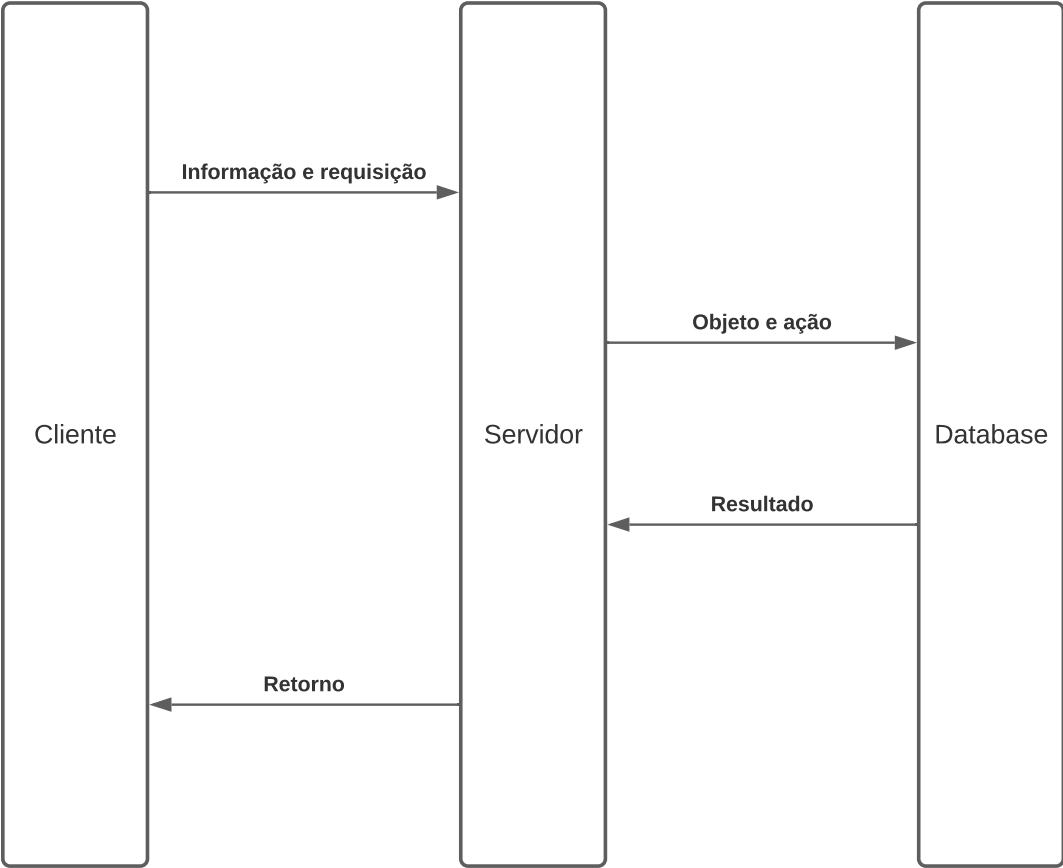 Informação e requisição
Objeto e ação
Cliente
Servidor
Database
Resultado
Retorno